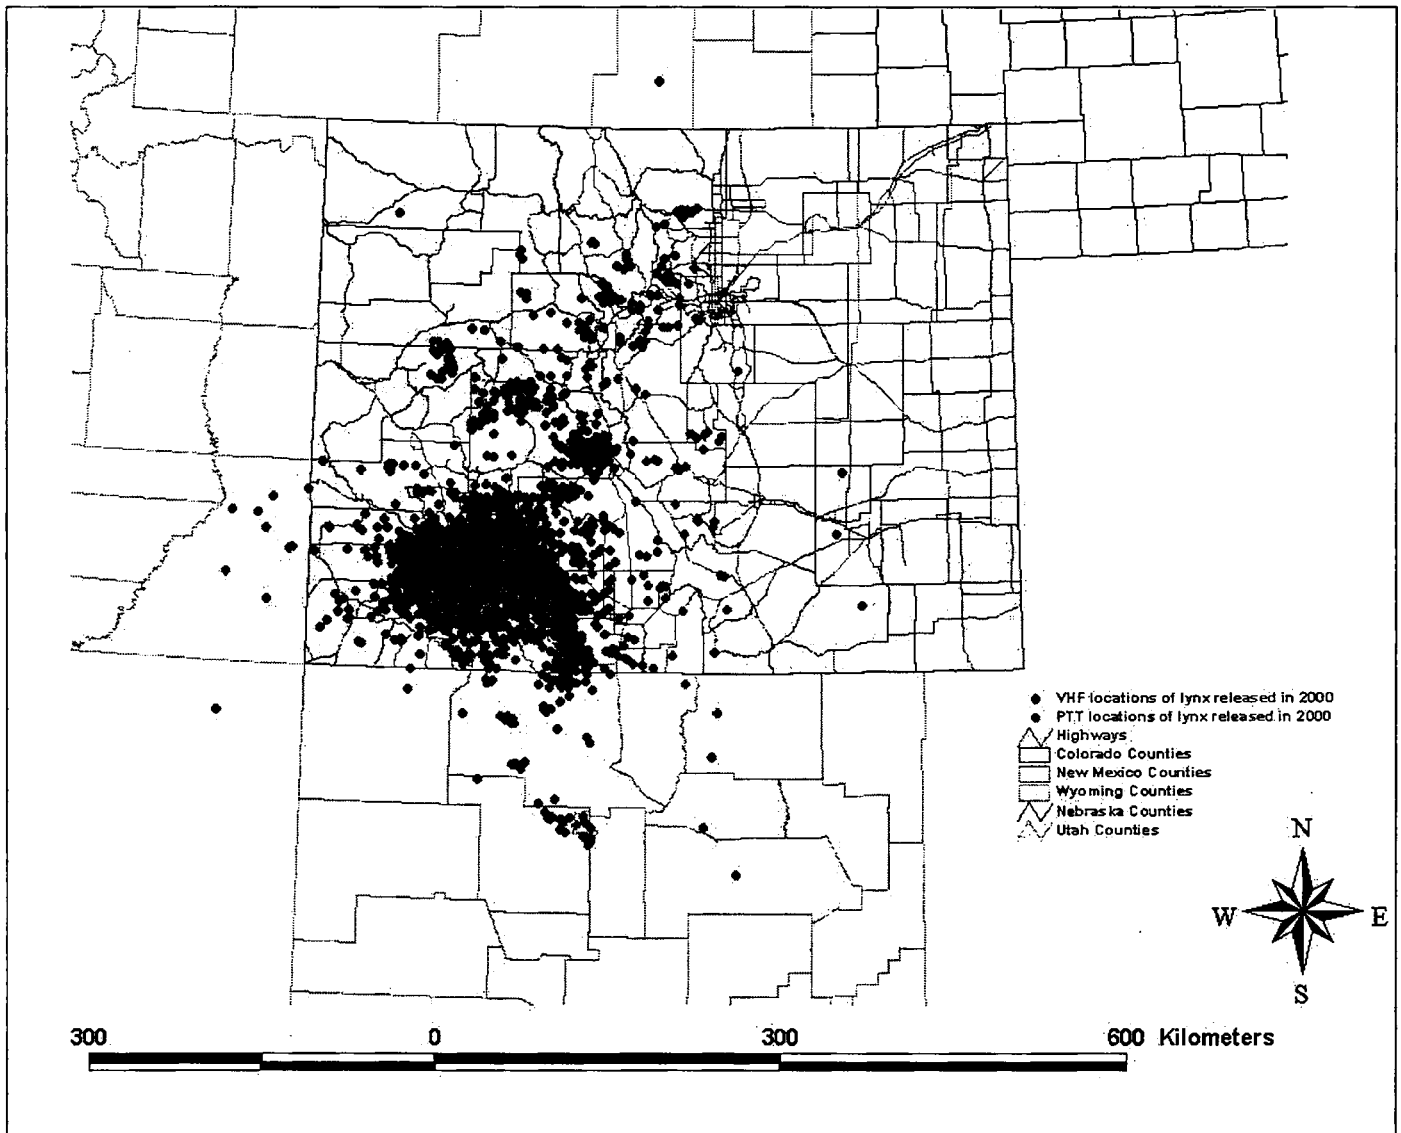 VHF locations of lynx released in 2000
PTT locations of lynx released in 2000
Highways
Colorado Counties
New Mexico Counties
Wyoming Counties
Nebraska Counties
Utah Counties
N
W E
S
300 0 300 600 Kilometers